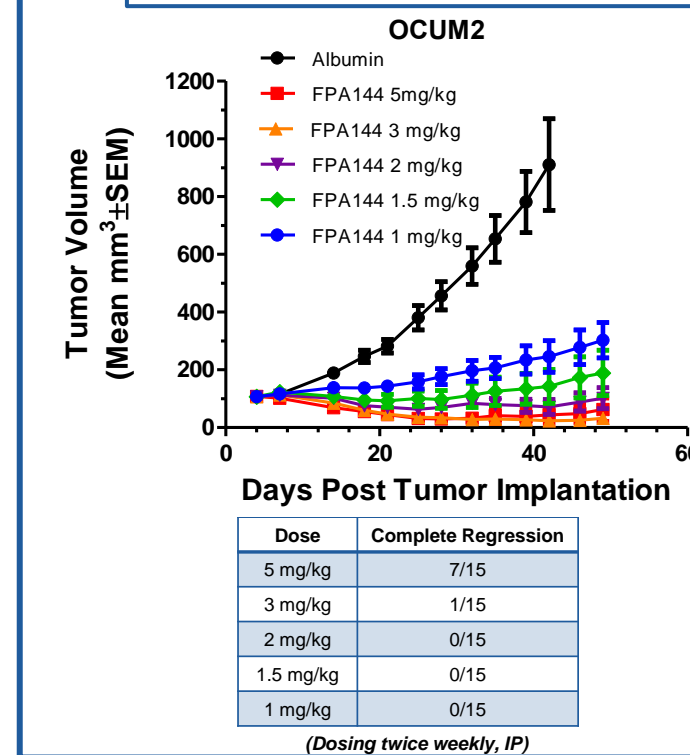 OCUM2
Albumin
FPA144 5mg/kg
FPA144 3 mg/kg
FPA144 2 mg/kg
FPA144 1.5 mg/kg
FPA144 1 mg/kg
Tumor Volume
(Mean mm³±SEM)
1200
1000
800
600
400
200
0
0 20 40 60
Days Post Tumor Implantation
Dose Complete Regression
5 mg/kg 7/15
3 mg/kg 1/15
2 mg/kg 0/15
1.5 mg/kg 0/15
1 mg/kg 0/15
(Dosing twice weekly, IP)